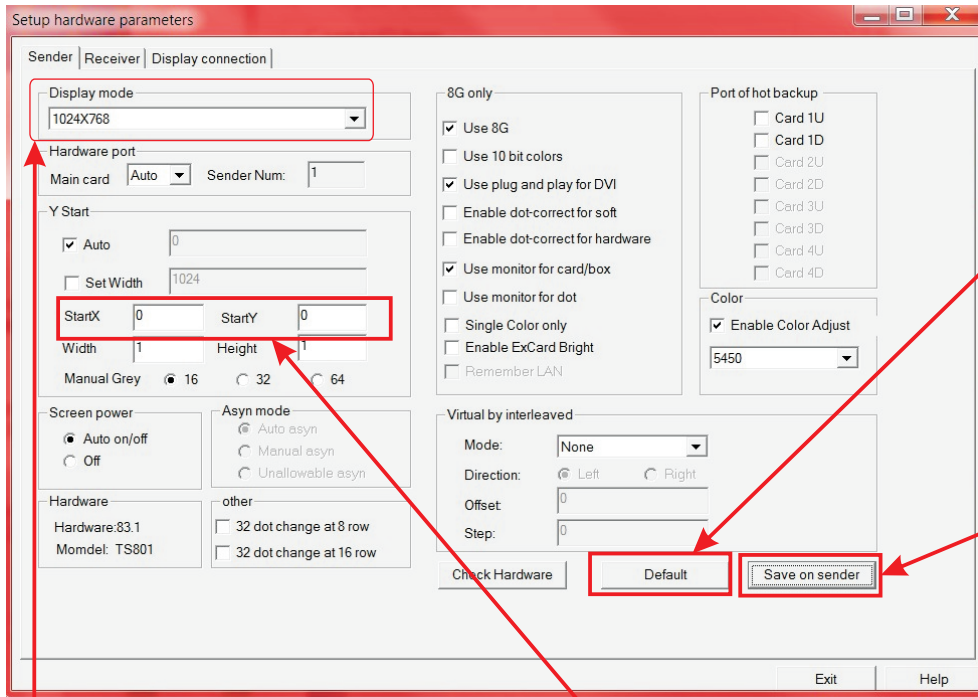 Setup hardware parameters
Sender Receiver Display connection
Display mode
1024X768
Hardware port
Main card Auto Sender Num: 1
Y Start
Auto 0
Set Width 1024
StartX 0 StartY 0
Width 1 Height 1
Manual Grey 16 32 64
Screen power
Auto on/off
Off
Asyn mode
Auto asyn
Manual asyn
Unallowable asyn
Hardware
Hardware:83.1
Momdel: TS801
other
32 dot change at 8 row
32 dot change at 16 row
8G only
Use 8G
Use 10 bit colors
Use plug and play for DVI
Enable dot-correct for soft
Enable dot-correct for hardware
Use monitor for card/box
Use monitor for dot
Single Color only
Enable ExCard Bright
Remember LAN
Port of hot backup
Card 1U
Card 1D
Card 2U
Card 2D
Card 3U
Card 3D
Card 4U
Card 4D
Color
Enable Color Adjust
5450
Virtual by interleaved
Mode: None
Direction: Left Right
Offset: 0
Step: 0
Check Hardware Default Save on sender
Exit Help